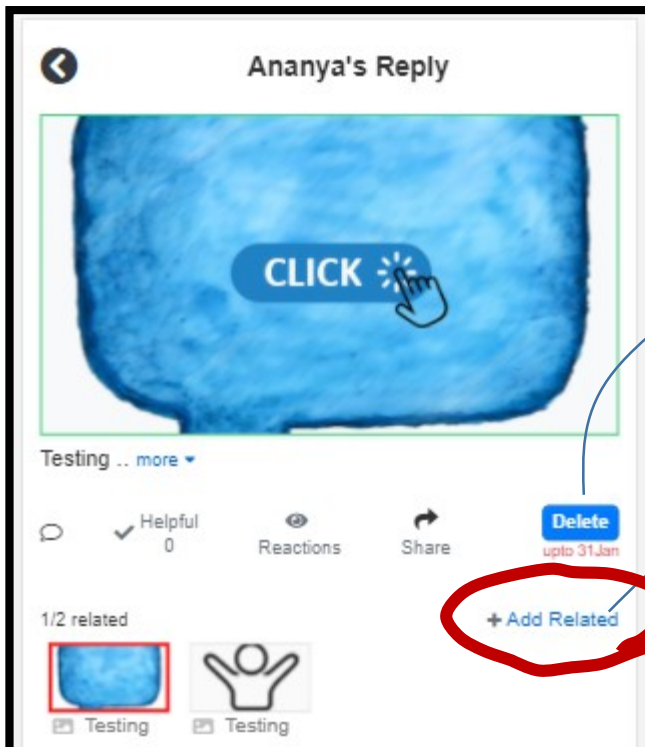 Ananya's Reply
CLICK
Testing .. more
Helpful
0
Reactions
Share
Delete
upto 31Jan
1/2 related
+ Add Related
Testing
Testing